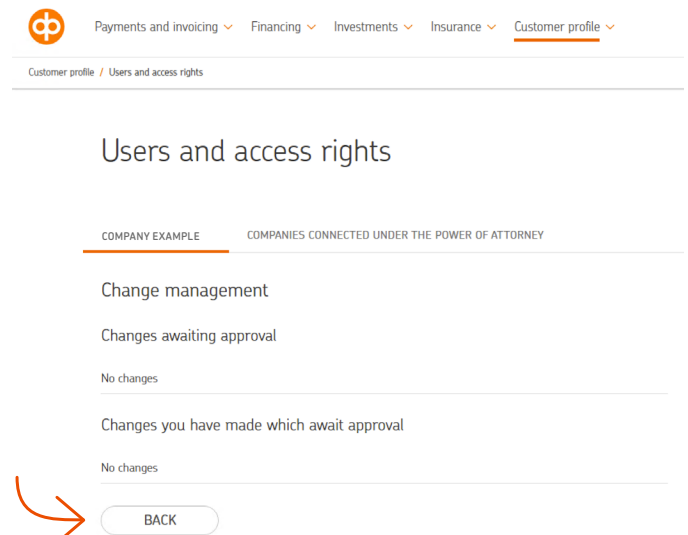 Payments and invoicing Financing Investments Insurance Customer profile
Customer profile / Users and access rights
Users and access rights
COMPANY EXAMPLE COMPANIES CONNECTED UNDER THE POWER OF ATTORNEY
Change management
Changes awaiting approval
No changes
Changes you have made which await approval
No changes
BACK